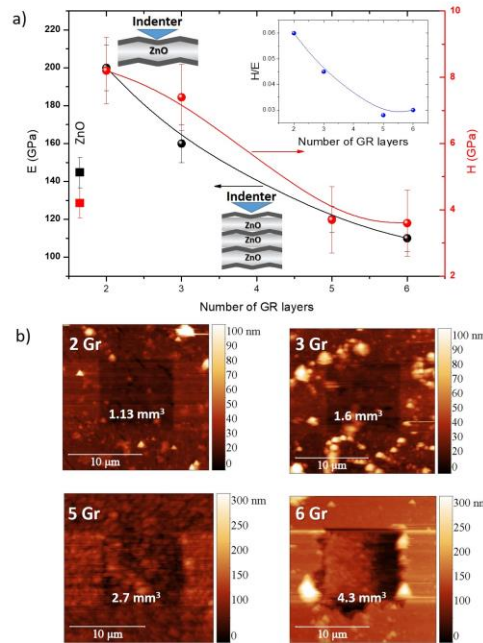 a)
Indenter
ZnO
220
200
180
160
140
120
100
E (GPa)
ZnO
10
8
6
4
2
H (GPa)
0.06
0.05
0.04
0.03
H/E
2 3 4 5 6
Number of GR layers
Indenter
ZnO
ZnO
ZnO
2 3 4 5 6
Number of GR layers
b)
2 Gr
1.13 mm³
10 µm
100 nm
90
80
70
60
50
40
30
20
10
0
3 Gr
1.6 mm³
10 µm
100 nm
90
80
70
60
50
40
30
20
10
0
5 Gr
2.7 mm³
10 µm
300 nm
250
200
150
100
0
6 Gr
4.3 mm³
10 µm
300 nm
250
200
150
100
0